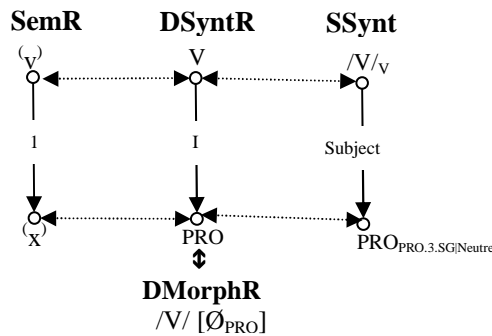 SemR DSyntR SSynt
(v) V /V/V
1 I Subject
(x) PRO PROPRO.3.SG|Neutre
DMorphR
/V/ [ØPRO]